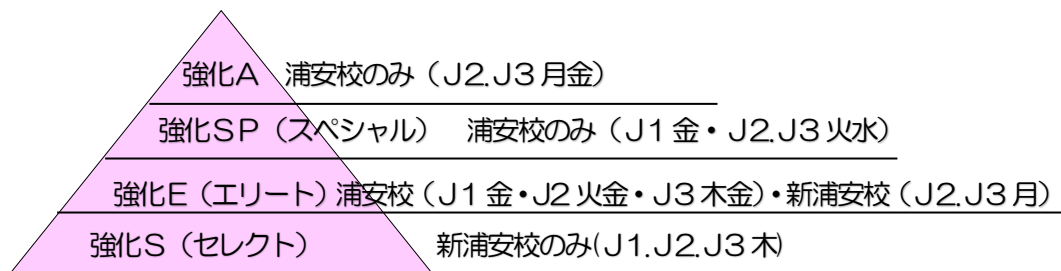 強化A　浦安校のみ（J2.J3月金）
強化SP（スペシャル）　浦安校のみ（J1金・J2.J3火水）
強化E（エリート）浦安校（J1金・J2火金・J3木金）・新浦安校（J2.J3月）
強化S（セレクト）　新浦安校のみ(J1.J2.J3木)